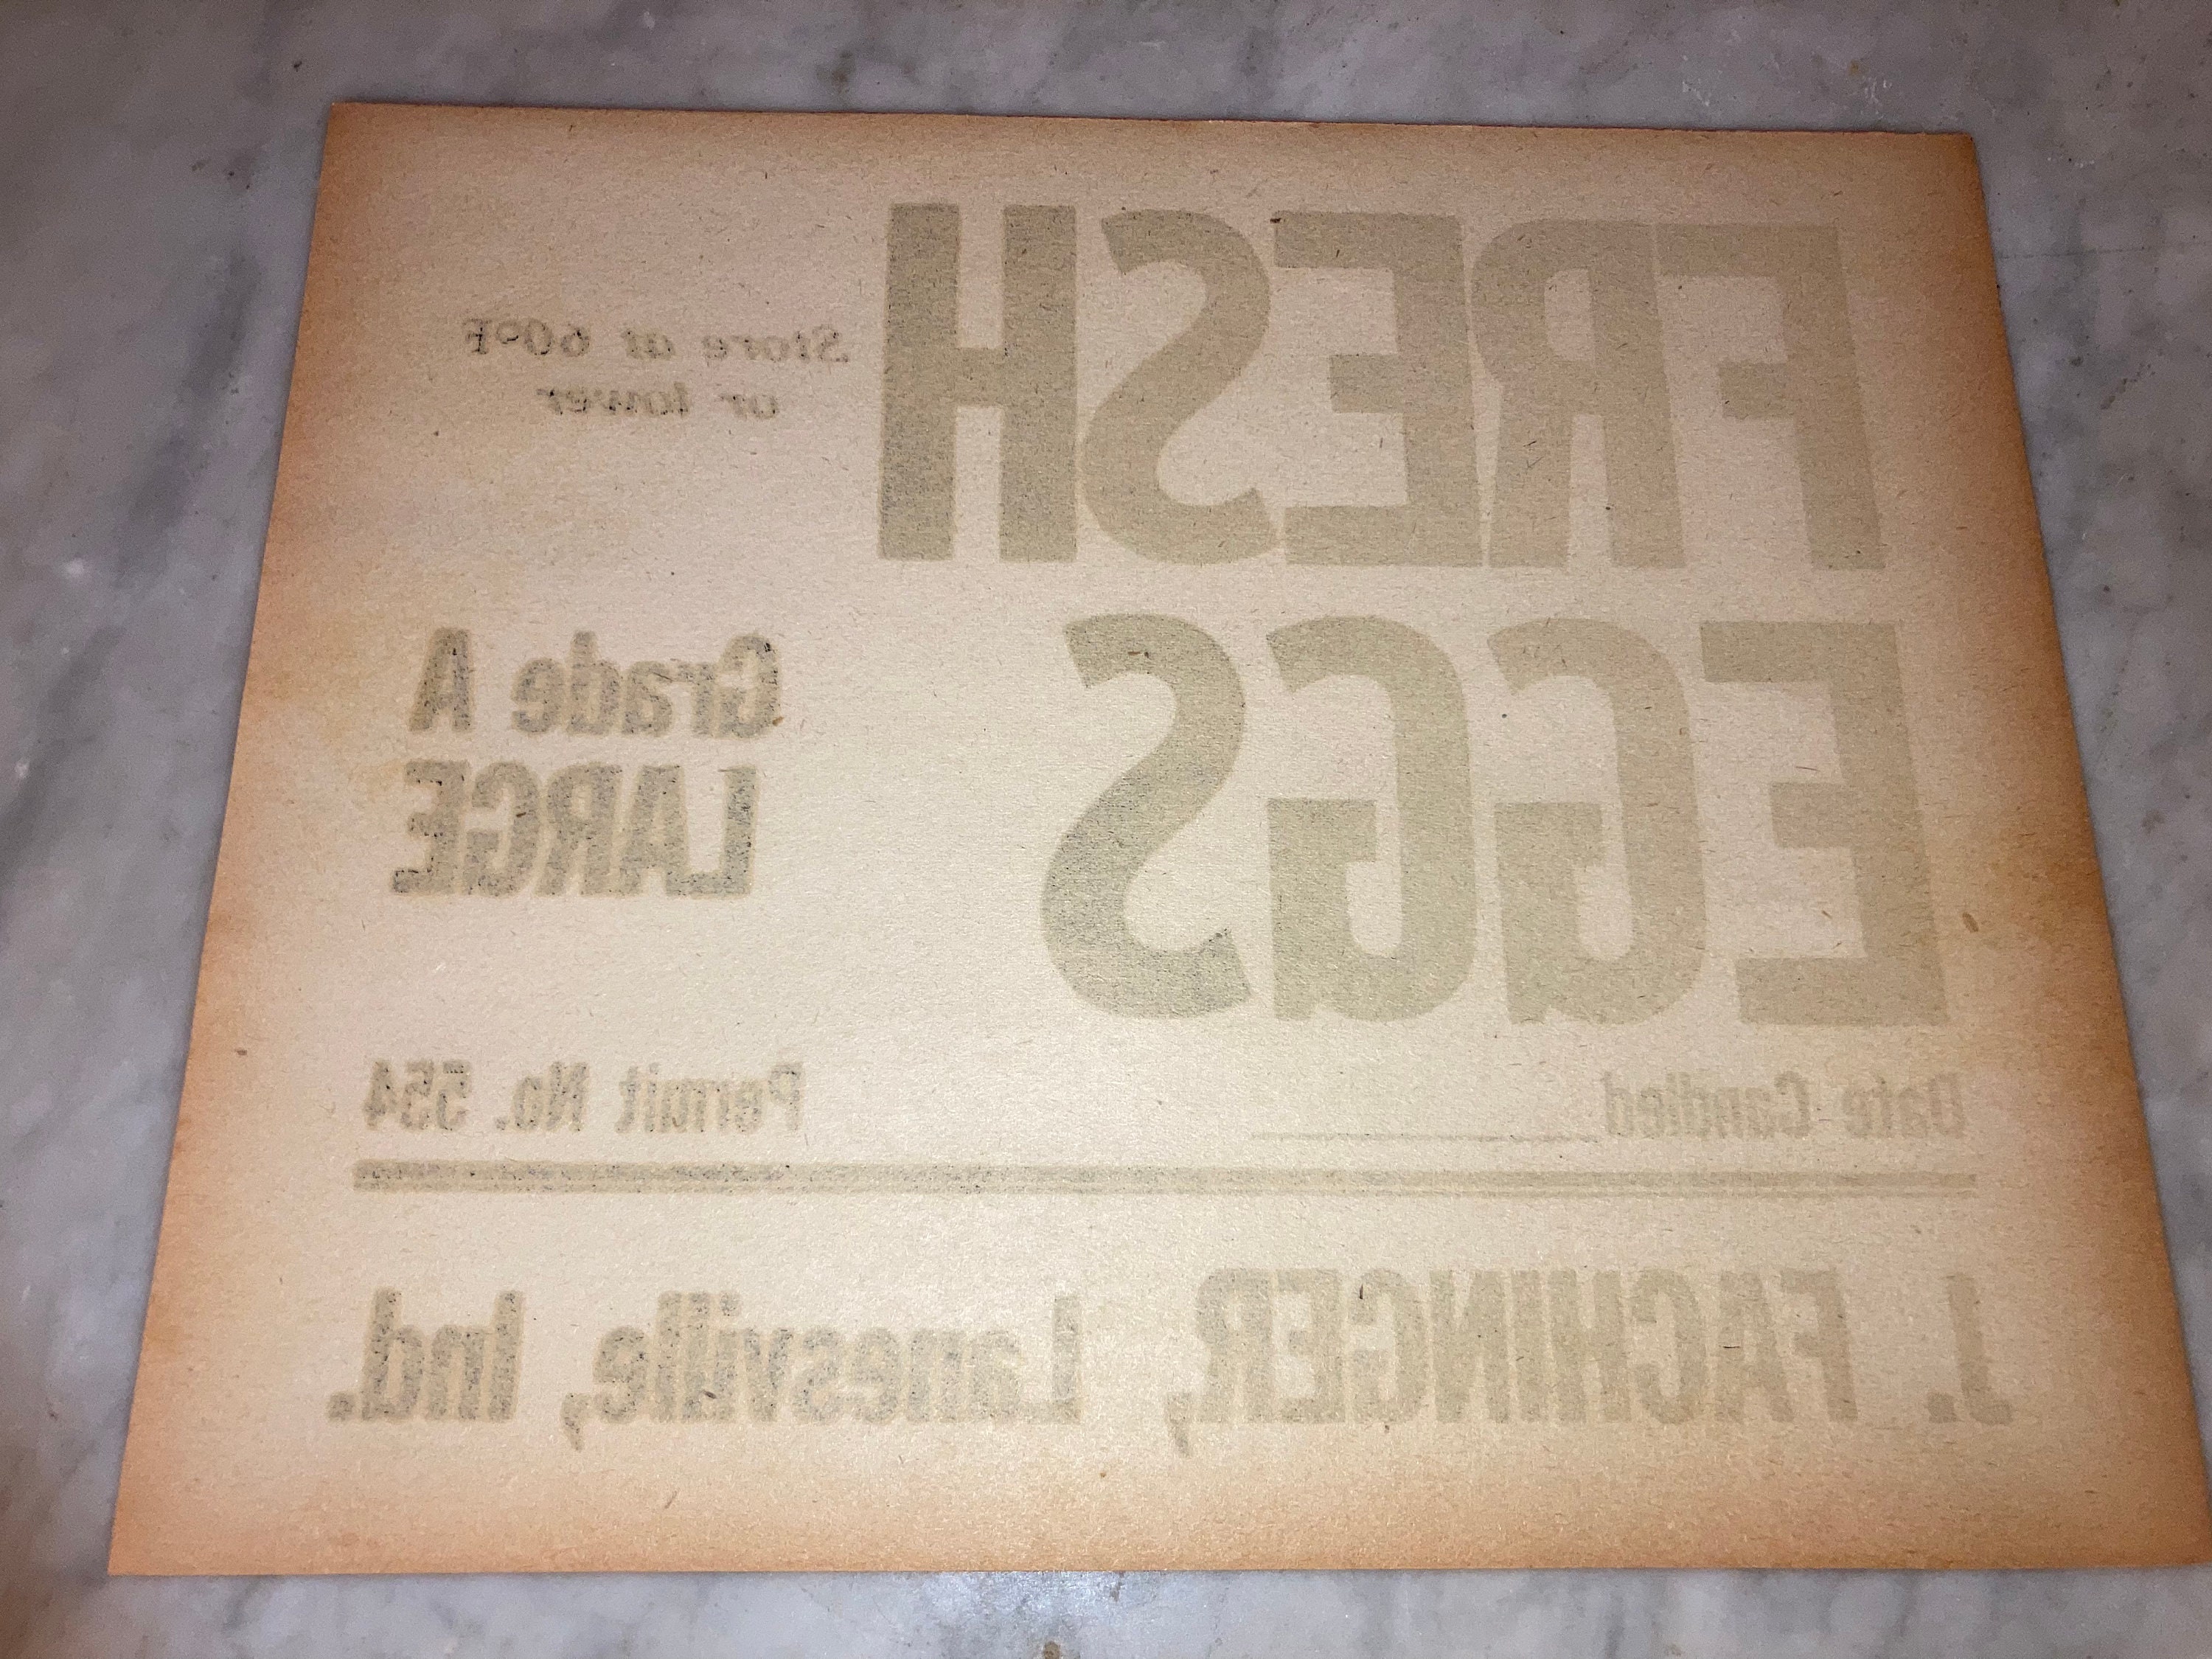 FRESH
Store at 60°F
or lower
EGGS
Grade A
LARGE
Date Candled
Permit No. 554
J. FACHINGER, Lanesville, Ind.